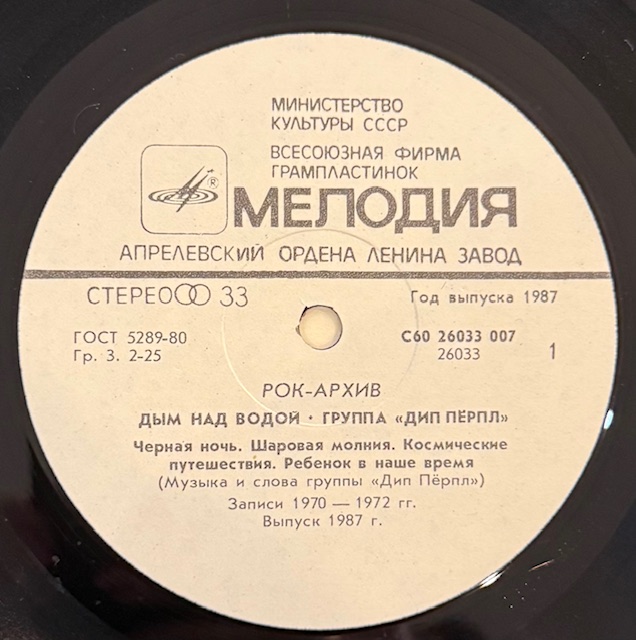 МИНИСТЕРСТВО
КУЛЬТУРЫ СССР
ВСЕСОЮЗНАЯ ФИРМА
ГРАМПЛАСТИНОК
® МЕЛОДИЯ
АПРЕЛЕВСКИЙ ОРДЕНА ЛЕНИНА ЗАВОД
СТЕРЕО 33
Год выпуска 1987
ГОСТ 5289-80
С60 26033 007
Гр. 3. 2-25
26033
1
РОК-АРХИВ
ДЫМ НАД ВОДОЙ • ГРУППА «ДИП ПЁРПЛ»
Черная ночь. Шаровая молния. Космические
путешествия. Ребенок в наше время
(Музыка и слова группы «Дип Пёрпл»)
Записи 1970 — 1972 гг.
Выпуск 1987 г.